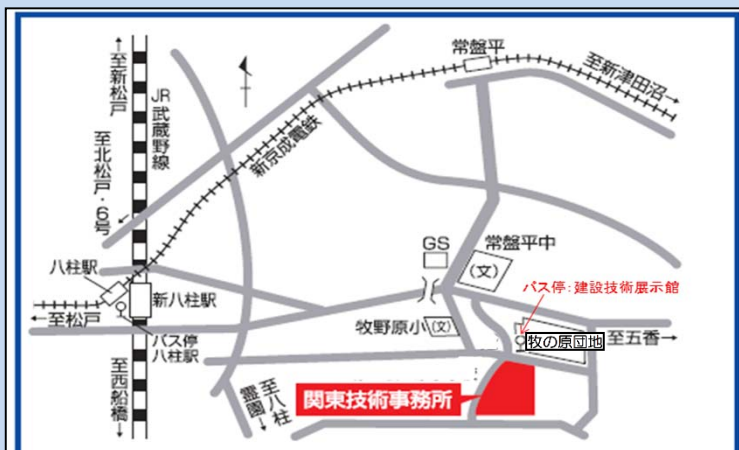 常盤平
至新津田沼→
←至新松戸
JR武蔵野線
至北松戸・6号
新京成電鉄
GS
常盤平中
(文)
八柱駅
新八柱駅
バス停:建設技術展示館
←至松戸
バス停
八柱駅
牧野原小
(文)
牧の原団地
至五香→
至西船橋→
至八柱
霊園→
関東技術事務所